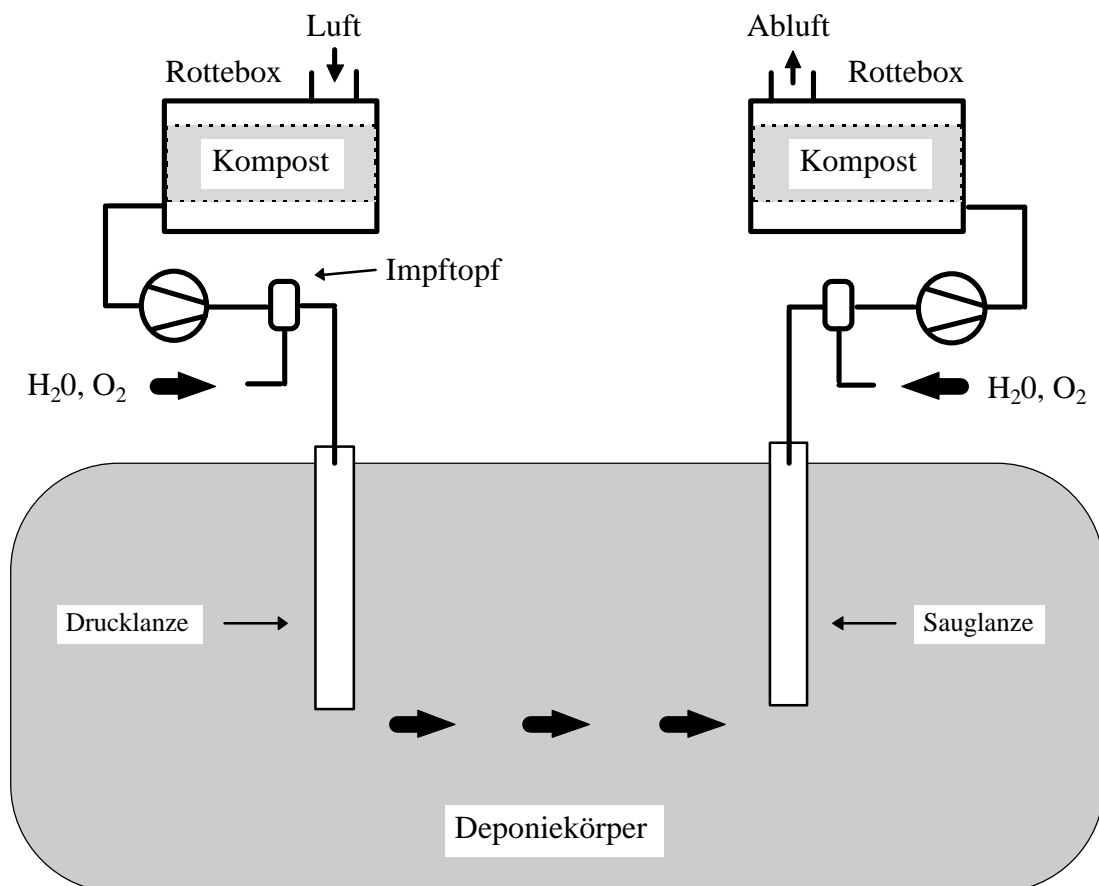 Luft
Abluft
Rottebox
Rottebox
Kompost
Kompost
Impftopf
H₂0, O₂
H₂0, O₂
Drucklanze
Sauglanze
Deponiekörper